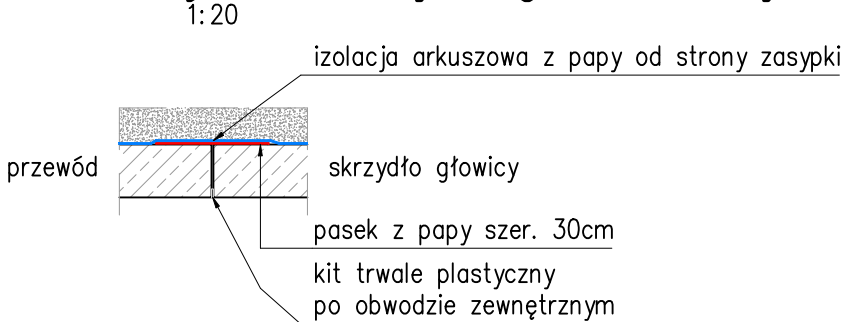 1:20
izolacja arkuszowa z papy od strony zasypki
przewód
skrzydło głowicy
pasek z papy szer. 30cm
kit trwale plastyczny
po obwodzie zewnętrznym